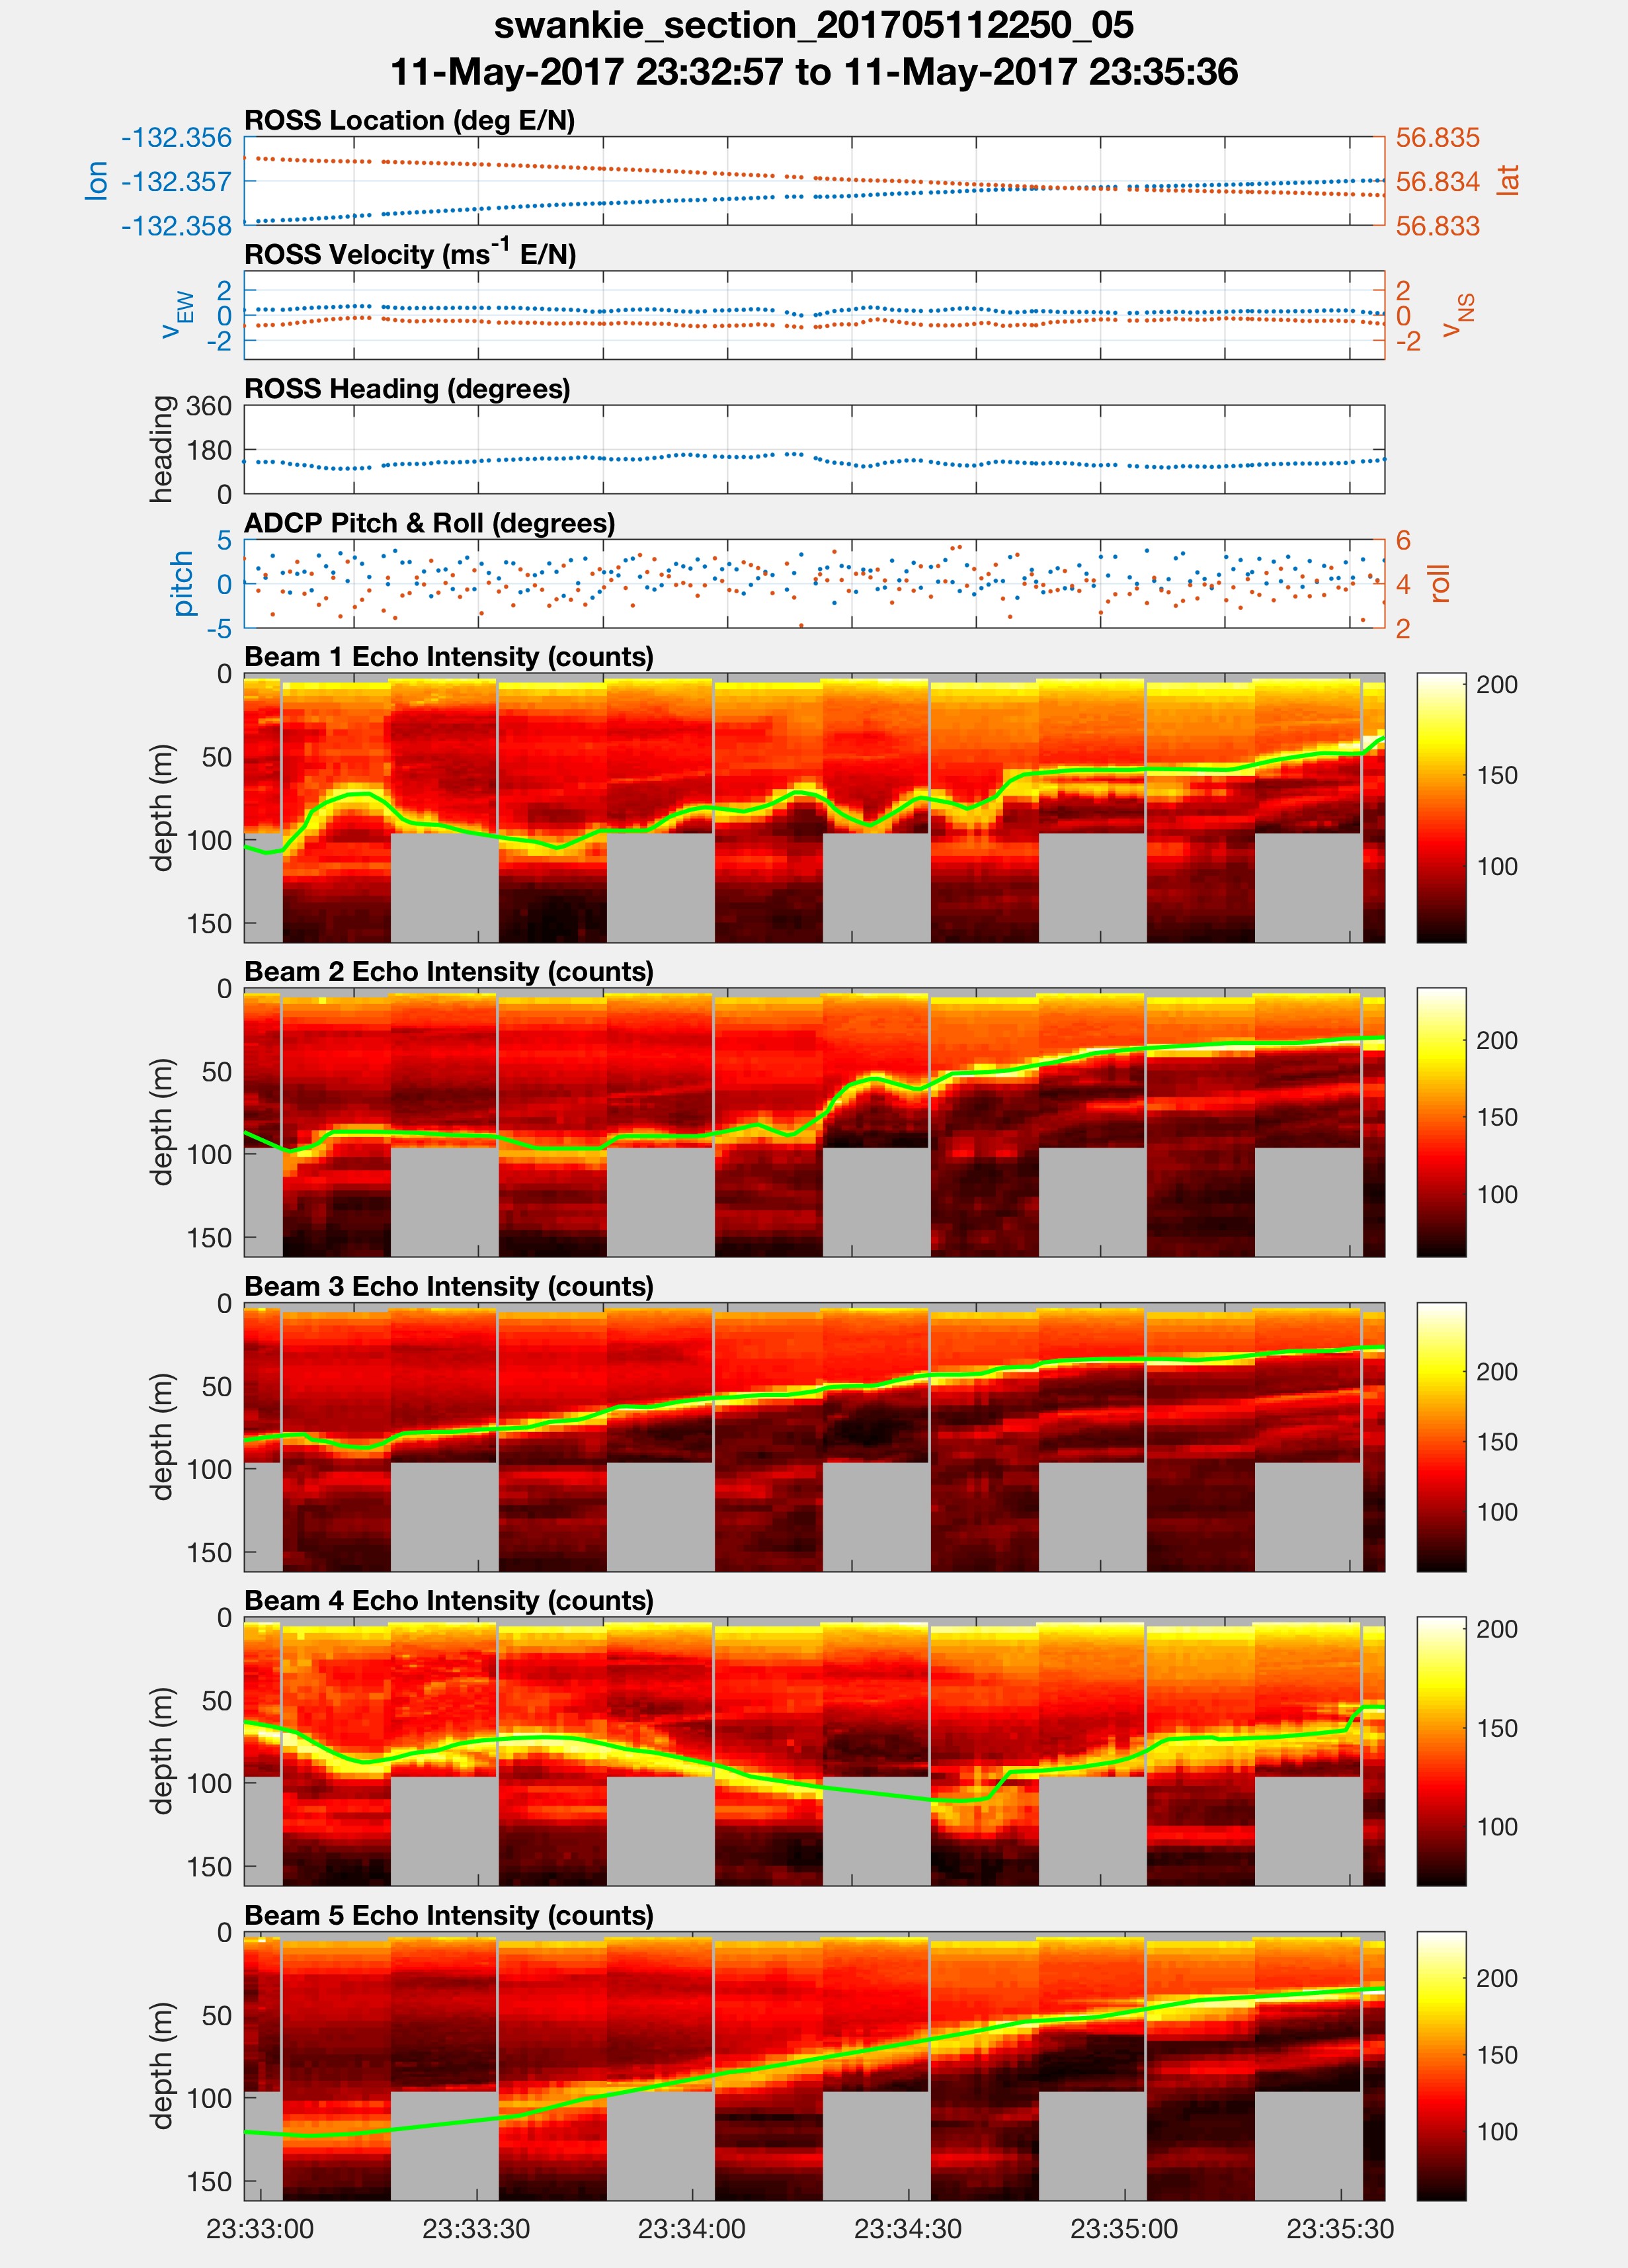 swankie_section_201705112250_05
11-May-2017 23:32:57 to 11-May-2017 23:35:36
ROSS Location (deg E/N)
-132.356
-132.357
-132.358
lon
56.835
56.834
56.833
lat
ROSS Velocity (ms-1 E/N)
2
0
-2
vEW
2
0
-2
vNS
ROSS Heading (degrees)
360
180
0
heading
ADCP Pitch & Roll (degrees)
5
0
-5
pitch
6
4
2
roll
Beam 1 Echo Intensity (counts)
0
50
100
150
depth (m)
200
150
100
Beam 2 Echo Intensity (counts)
0
50
100
150
depth (m)
200
150
100
Beam 3 Echo Intensity (counts)
0
50
100
150
depth (m)
200
150
100
Beam 4 Echo Intensity (counts)
0
50
100
150
depth (m)
200
150
100
Beam 5 Echo Intensity (counts)
0
50
100
150
depth (m)
200
150
100
23:33:00 23:33:30 23:34:00 23:34:30 23:35:00 23:35:30